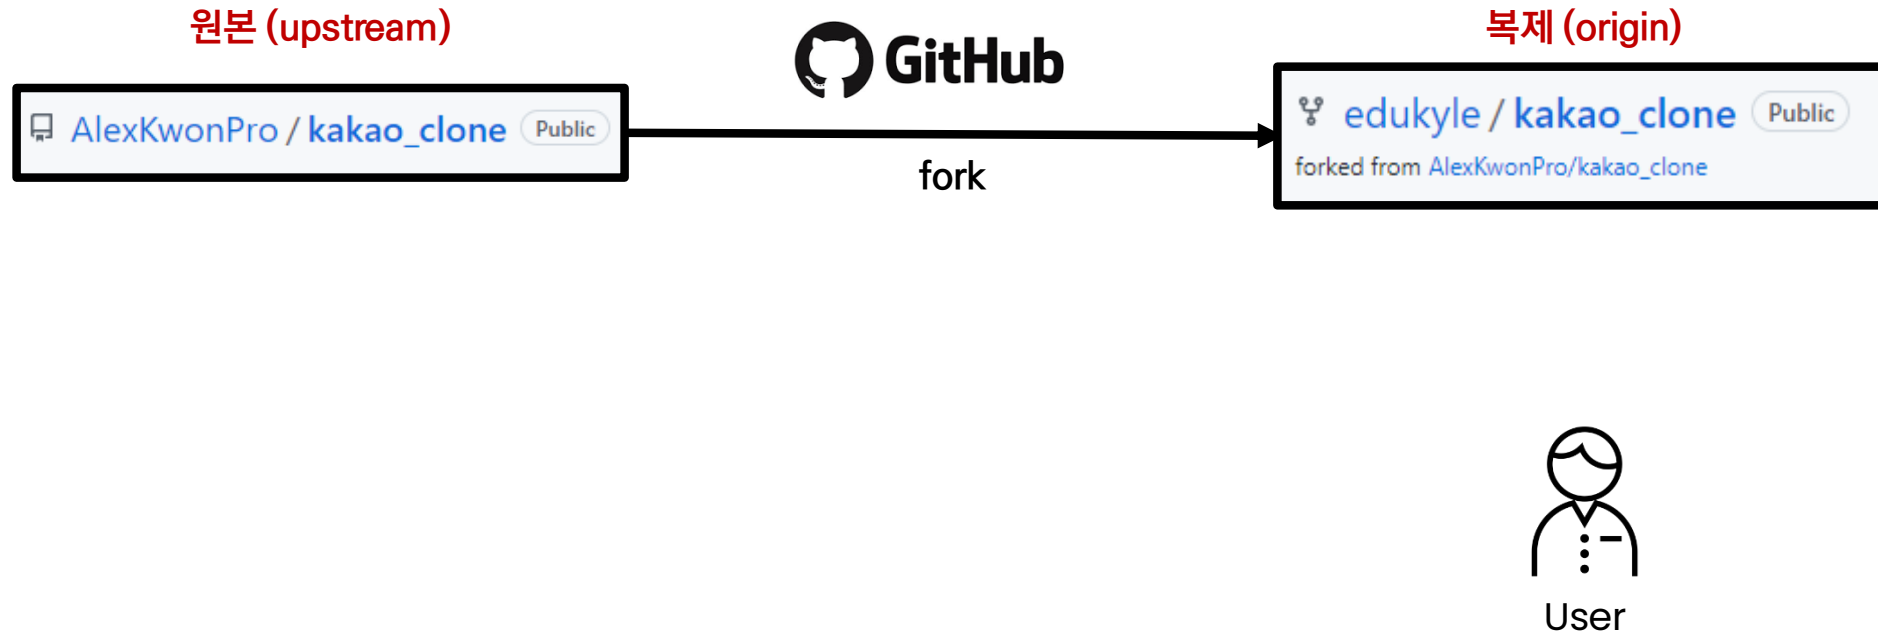 원본 (upstream)
GitHub
복제 (origin)
AlexKwonPro / kakao_clone Public
fork
edukyle / kakao_clone Public
forked from AlexKwonPro/kakao_clone
User